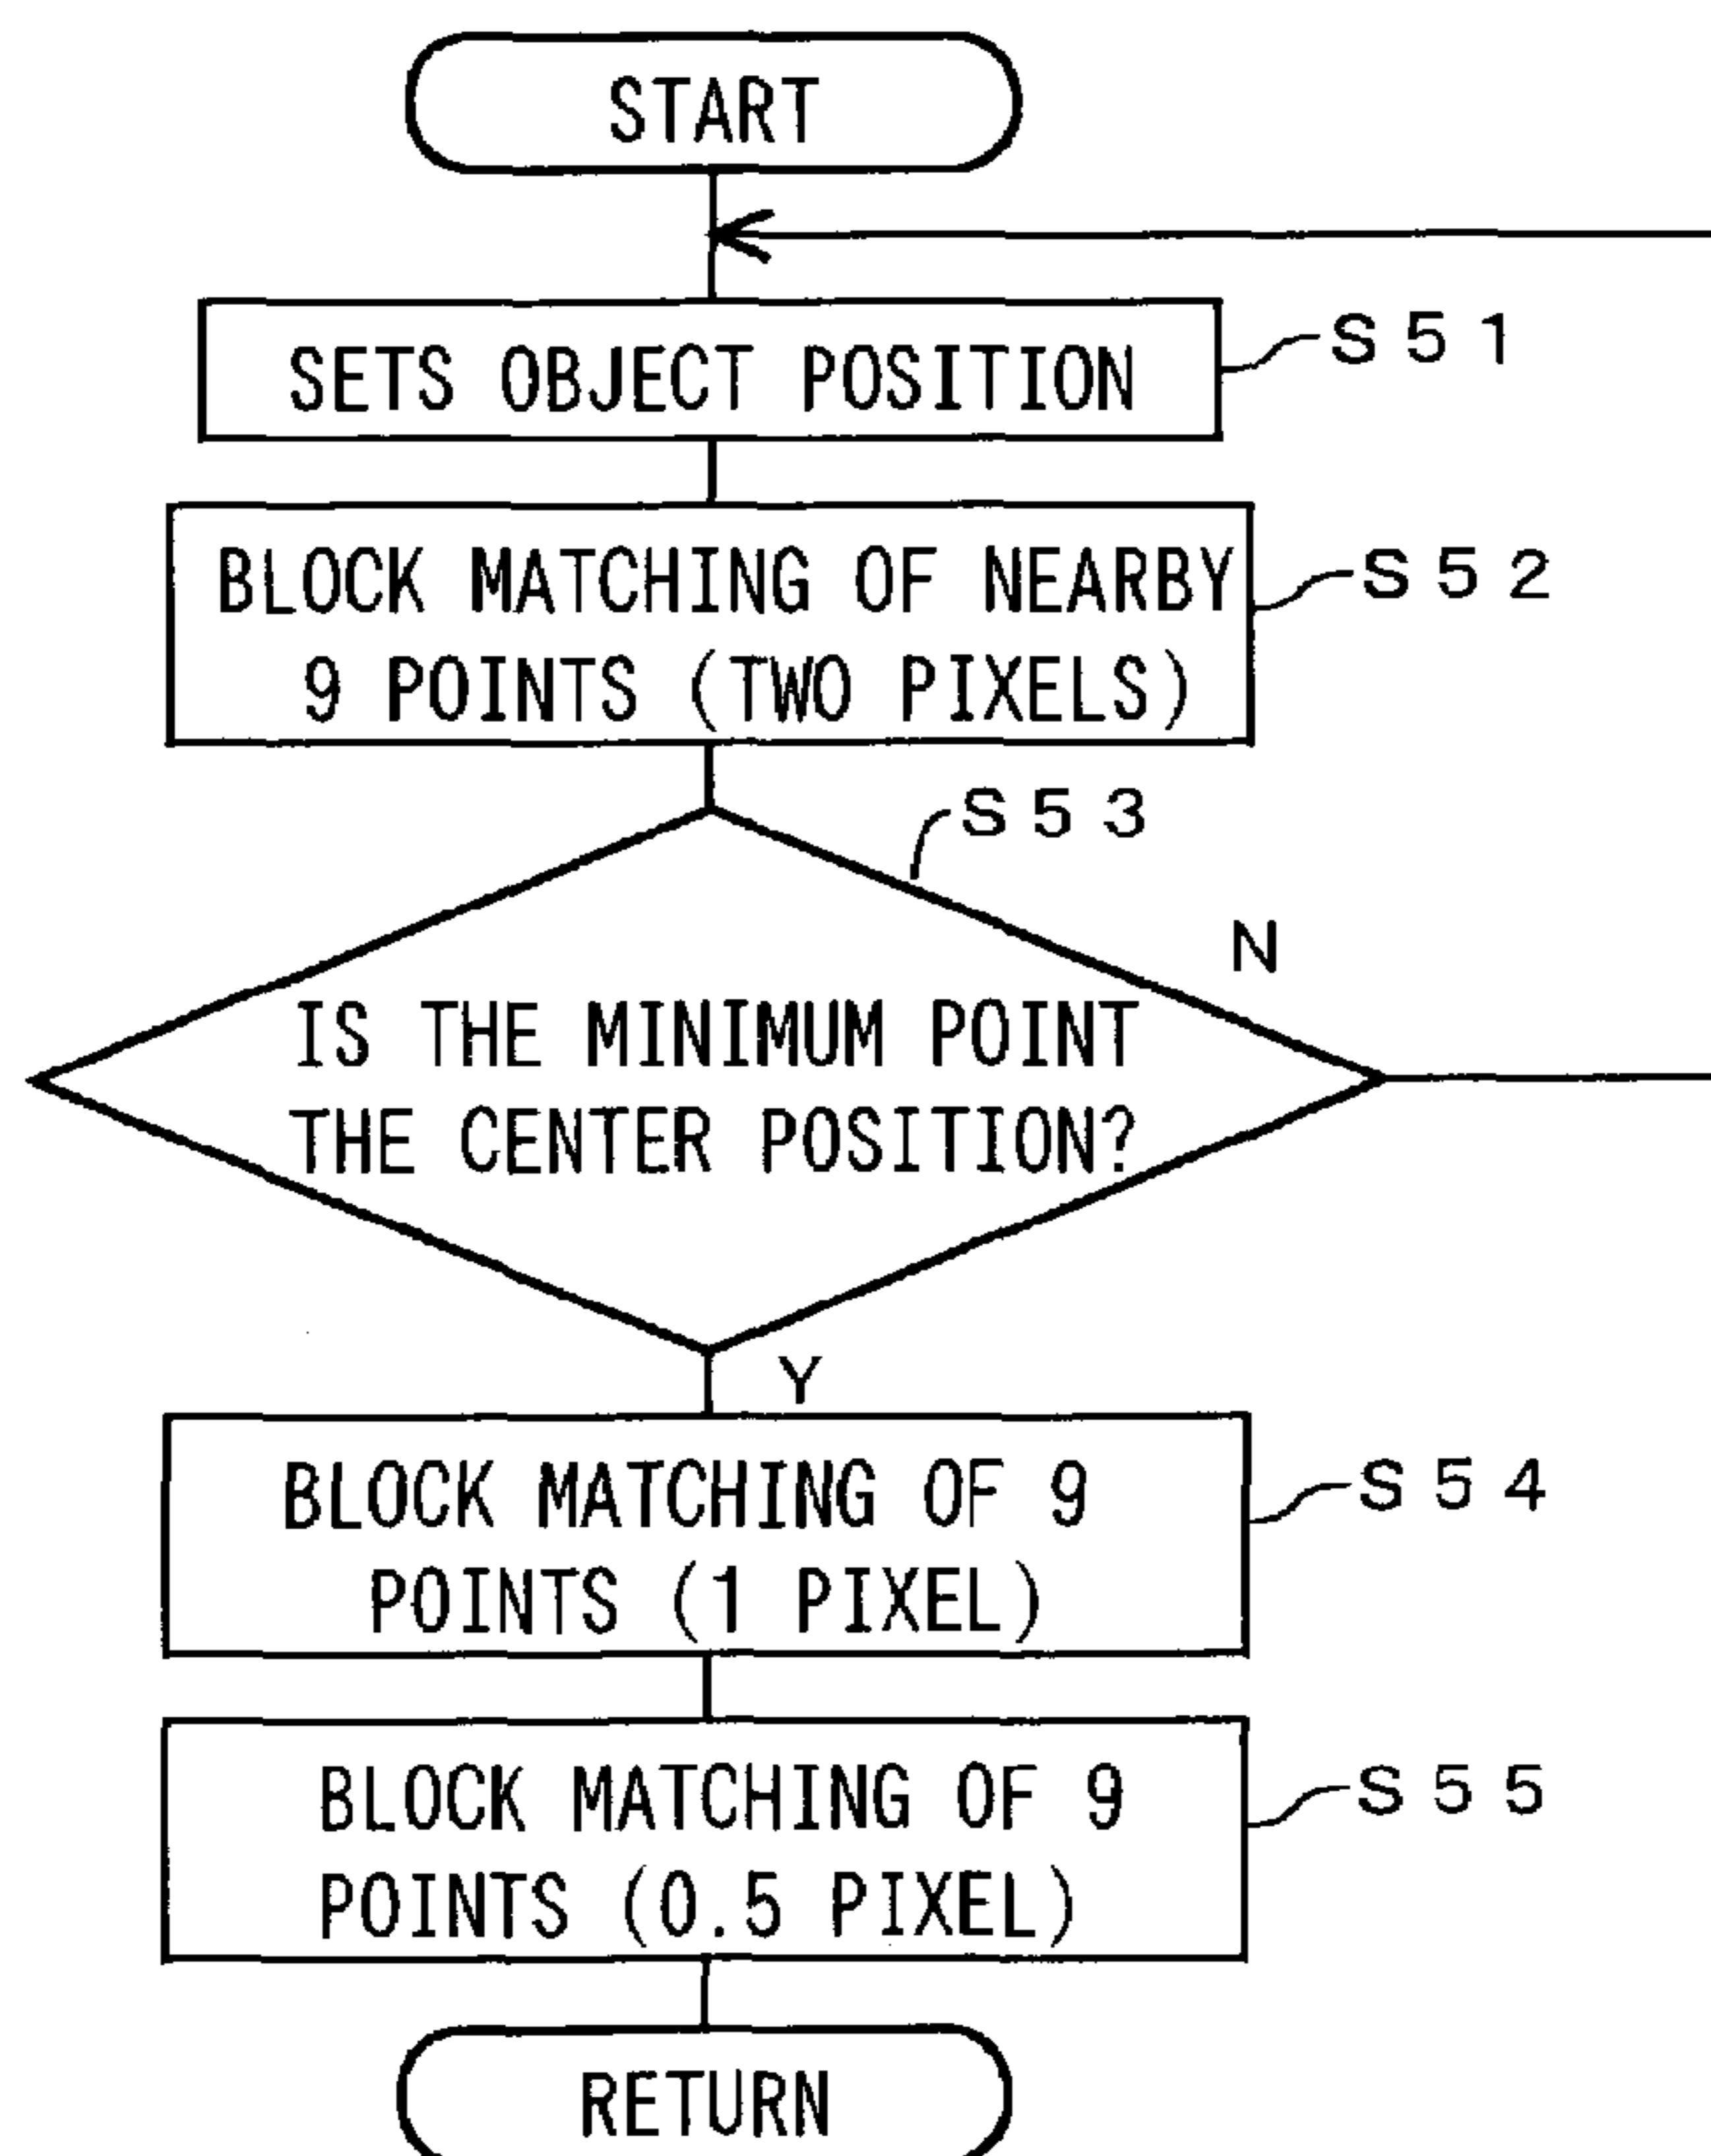 START
SETS OBJECT POSITION
S51
BLOCK MATCHING OF NEARBY
9 POINTS (TWO PIXELS)
S52
S53
N
IS THE MINIMUM POINT
THE CENTER POSITION?
Y
BLOCK MATCHING OF 9
POINTS (1 PIXEL)
S54
BLOCK MATCHING OF 9
POINTS (0.5 PIXEL)
S55
RETURN